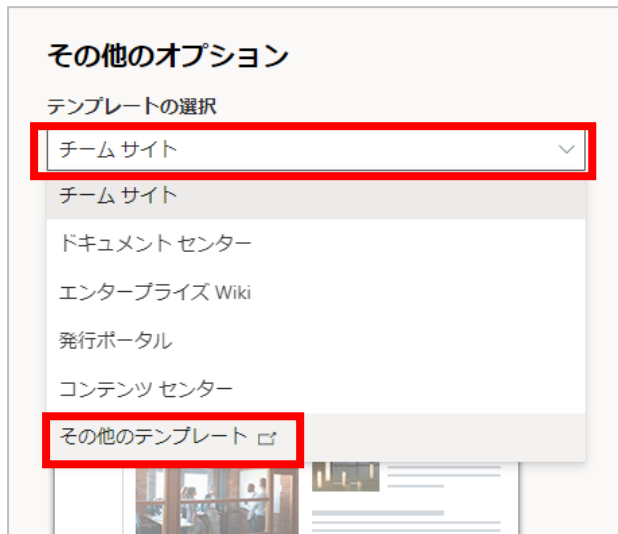 その他のオプション
テンプレートの選択
チーム サイト
チーム サイト
ドキュメント センター
エンタープライズ Wiki
発行ポータル
コンテンツ センター
その他のテンプレート